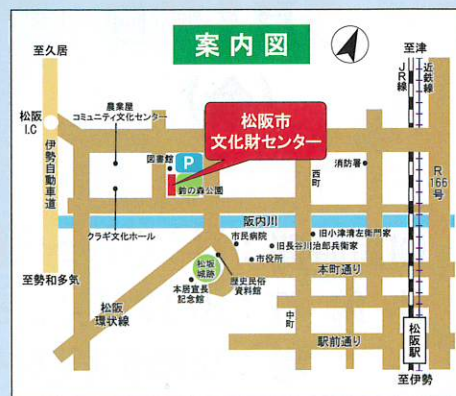 案内図
至久居
至津
JR線
近鉄線
農業屋
コミュニティ文化センター
松阪
I.C
伊勢自動車道
松阪市
文化財センター
図書館
P
鈴の森公園
消防署
西町
R
166
号
阪内川
クラギ文化ホール
市民病院
旧小津清左衛門家
旧長谷川治郎兵衛家
市役所
本町通り
至勢和多気
松坂
城跡
本居宣長
記念館
歴史民俗
資料館
松阪
環状線
中町
駅前通り
松阪駅
至伊勢